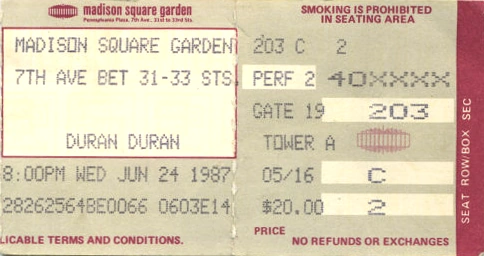 madison square garden
Pennsylvania Plaza, 7th Ave., 31st to 33rd Sts.
SMOKING IS PROHIBITED
IN SEATING AREA
MADISON SQUARE GARDEN 203 C 2
7TH AVE BET 31-33 STS. PERF 2 40XXXX
GATE 19 203
DURAN DURAN TOWER A
8:00PM WED JUN 24 1987 05/16 C
28262564BE0066 0603E14 $20.00 2
LICABLE TERMS AND CONDITIONS.
PRICE
NO REFUNDS OR EXCHANGES
SEAT ROW/BOX SEC